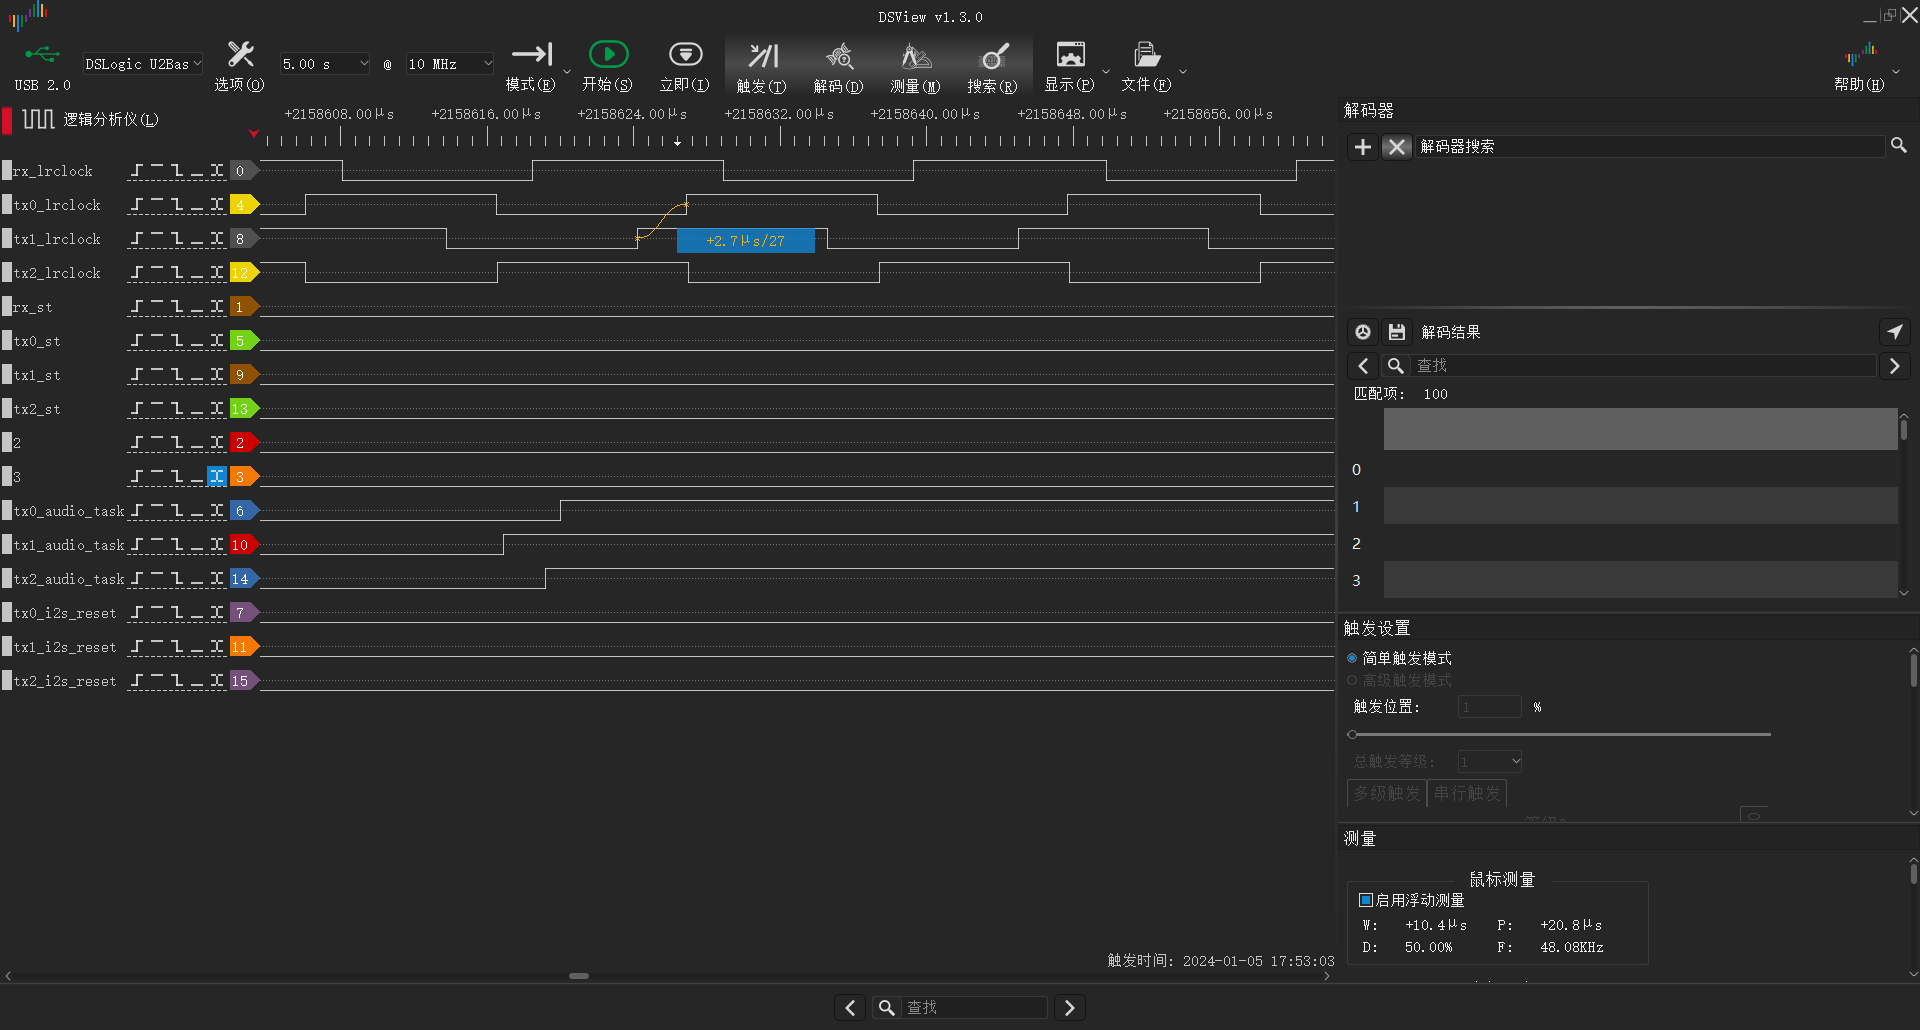 DSView v1.3.0
USB 2.0
DSLogic U2Bas
选项(O)
5.00 s @ 10 MHz
模式(E)
开始(S)
立即(I)
触发(T)
解码(D)
测量(M)
搜索(R)
显示(P)
文件(F)
帮助(H)
逻辑分析仪(L)
+2158608.00μs +2158616.00μs +2158624.00μs +2158632.00μs +2158640.00μs +2158648.00μs +2158656.00μs
rx_lrclock 0
tx0_lrclock 4
tx1_lrclock 8
+2.7μs/27
tx2_lrclock 12
rx_st 1
tx0_st 5
tx1_st 9
tx2_st 13
2 2
3 3
tx0_audio_task 6
tx1_audio_task 10
tx2_audio_task 14
tx0_i2s_reset 7
tx1_i2s_reset 11
tx2_i2s_reset 15
触发时间: 2024-01-05 17:53:03
查找
解码器
解码器搜索
解码结果
查找
匹配项: 100
0
1
2
3
触发设置
简单触发模式
高级触发模式
触发位置: 1 %
总触发等级: 1
多级触发 串行触发
测量
鼠标测量
启用浮动测量
W: +10.4μs P: +20.8μs
D: 50.00% F: 48.08KHz